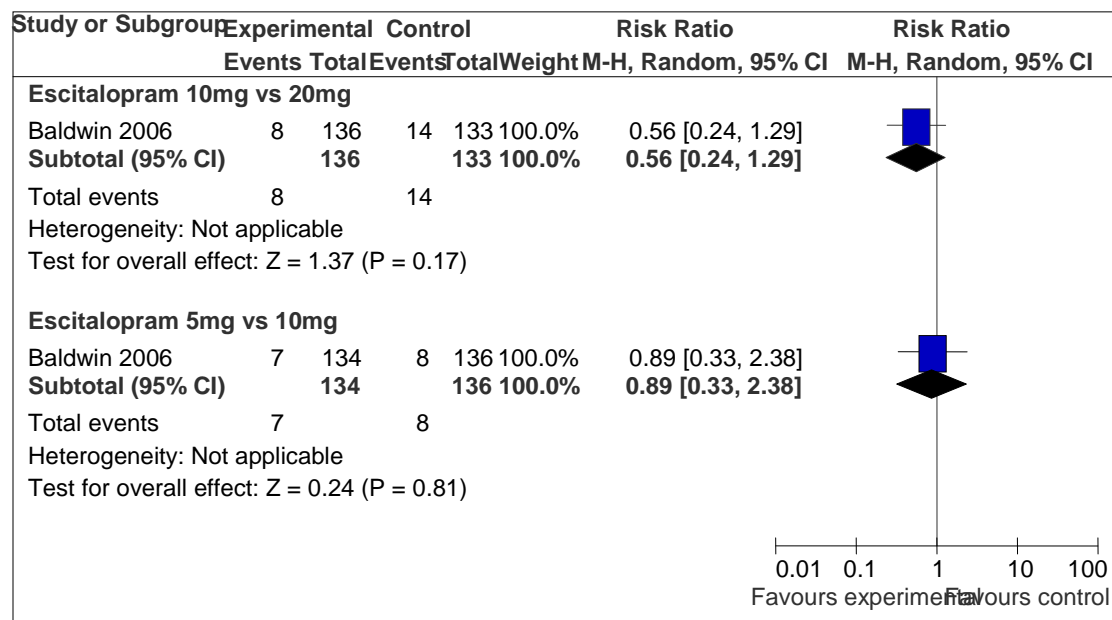 Study or Subgroup Experimental Control Risk Ratio Risk Ratio
Events Total Events Total Weight M-H, Random, 95% CI M-H, Random, 95% CI
Escitalopram 10mg vs 20mg
Baldwin 2006 8 136 14 133 100.0% 0.56 [0.24, 1.29]
Subtotal (95% CI) 136 133 100.0% 0.56 [0.24, 1.29]
Total events 8 14
Heterogeneity: Not applicable
Test for overall effect: Z = 1.37 (P = 0.17)
Escitalopram 5mg vs 10mg
Baldwin 2006 7 134 8 136 100.0% 0.89 [0.33, 2.38]
Subtotal (95% CI) 134 136 100.0% 0.89 [0.33, 2.38]
Total events 7 8
Heterogeneity: Not applicable
Test for overall effect: Z = 0.24 (P = 0.81)
0.01 0.1 1 10 100
Favours experimental Favours control